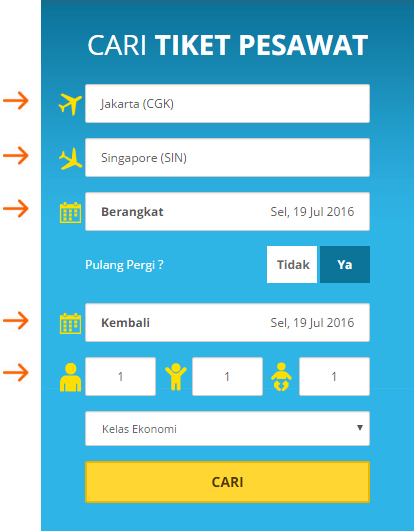 CARI TIKET PESAWAT
Jakarta (CGK)
Singapore (SIN)
Berangkat Sel, 19 Jul 2016
Pulang Pergi ? Tidak Ya
Kembali Sel, 19 Jul 2016
1 1 1
Kelas Ekonomi
CARI